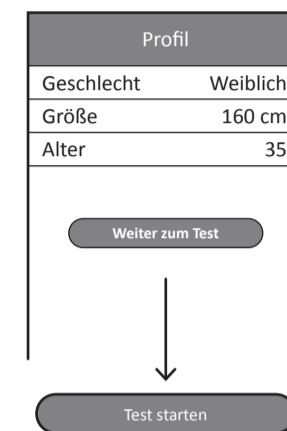 Profil
Geschlecht Weiblich
Größe 160 cm
Alter 35
Weiter zum Test
Test starten